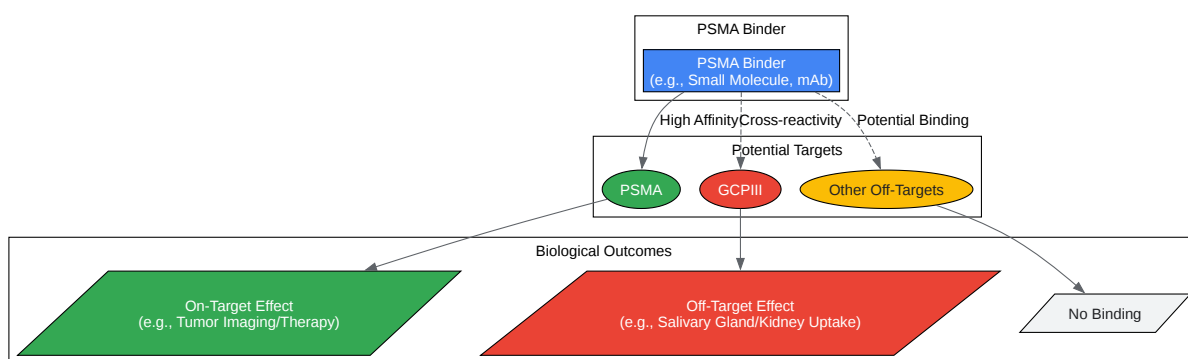 PSMA Binder
PSMA Binder
(e.g., Small Molecule, mAb)
High Affinity
Cross-reactivity
Potential Binding
Potential Targets
PSMA
GCPIII
Other Off-Targets
Biological Outcomes
On-Target Effect
(e.g., Tumor Imaging/Therapy)
Off-Target Effect
(e.g., Salivary Gland/Kidney Uptake)
No Binding